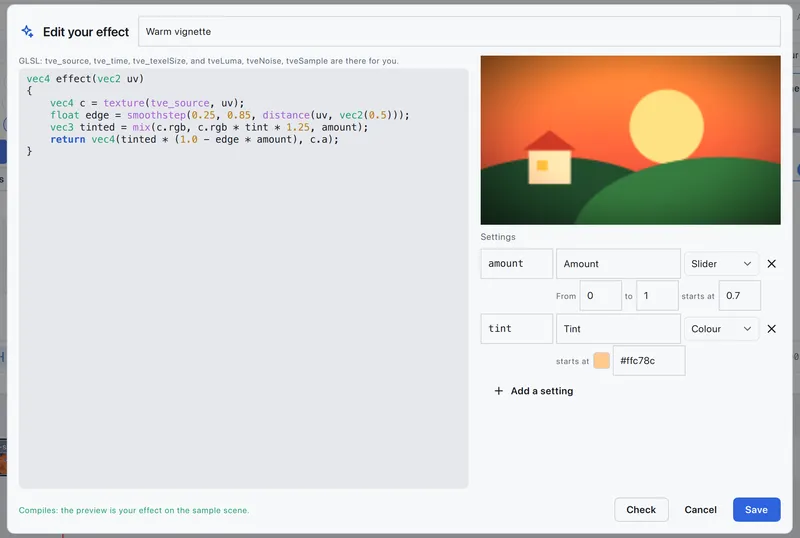 Edit your effect
Warm vignette
GLSL: tve_source, tve_time, tve_texelSize, and tveLuma, tveNoise, tveSample are there for you.
vec4 effect(vec2 uv)
{
    vec4 c = texture(tve_source, uv);
    float edge = smoothstep(0.25, 0.85, distance(uv, vec2(0.5)));
    vec3 tinted = mix(c.rgb, c.rgb * tint * 1.25, amount);
    return vec4(tinted * (1.0 - edge * amount), c.a);
}
Settings
amount Amount Slider
From 0 to 1 starts at 0.7
tint Tint Colour
starts at #ffc78c
Add a setting
Compiles: the preview is your effect on the sample scene.
Check Cancel Save